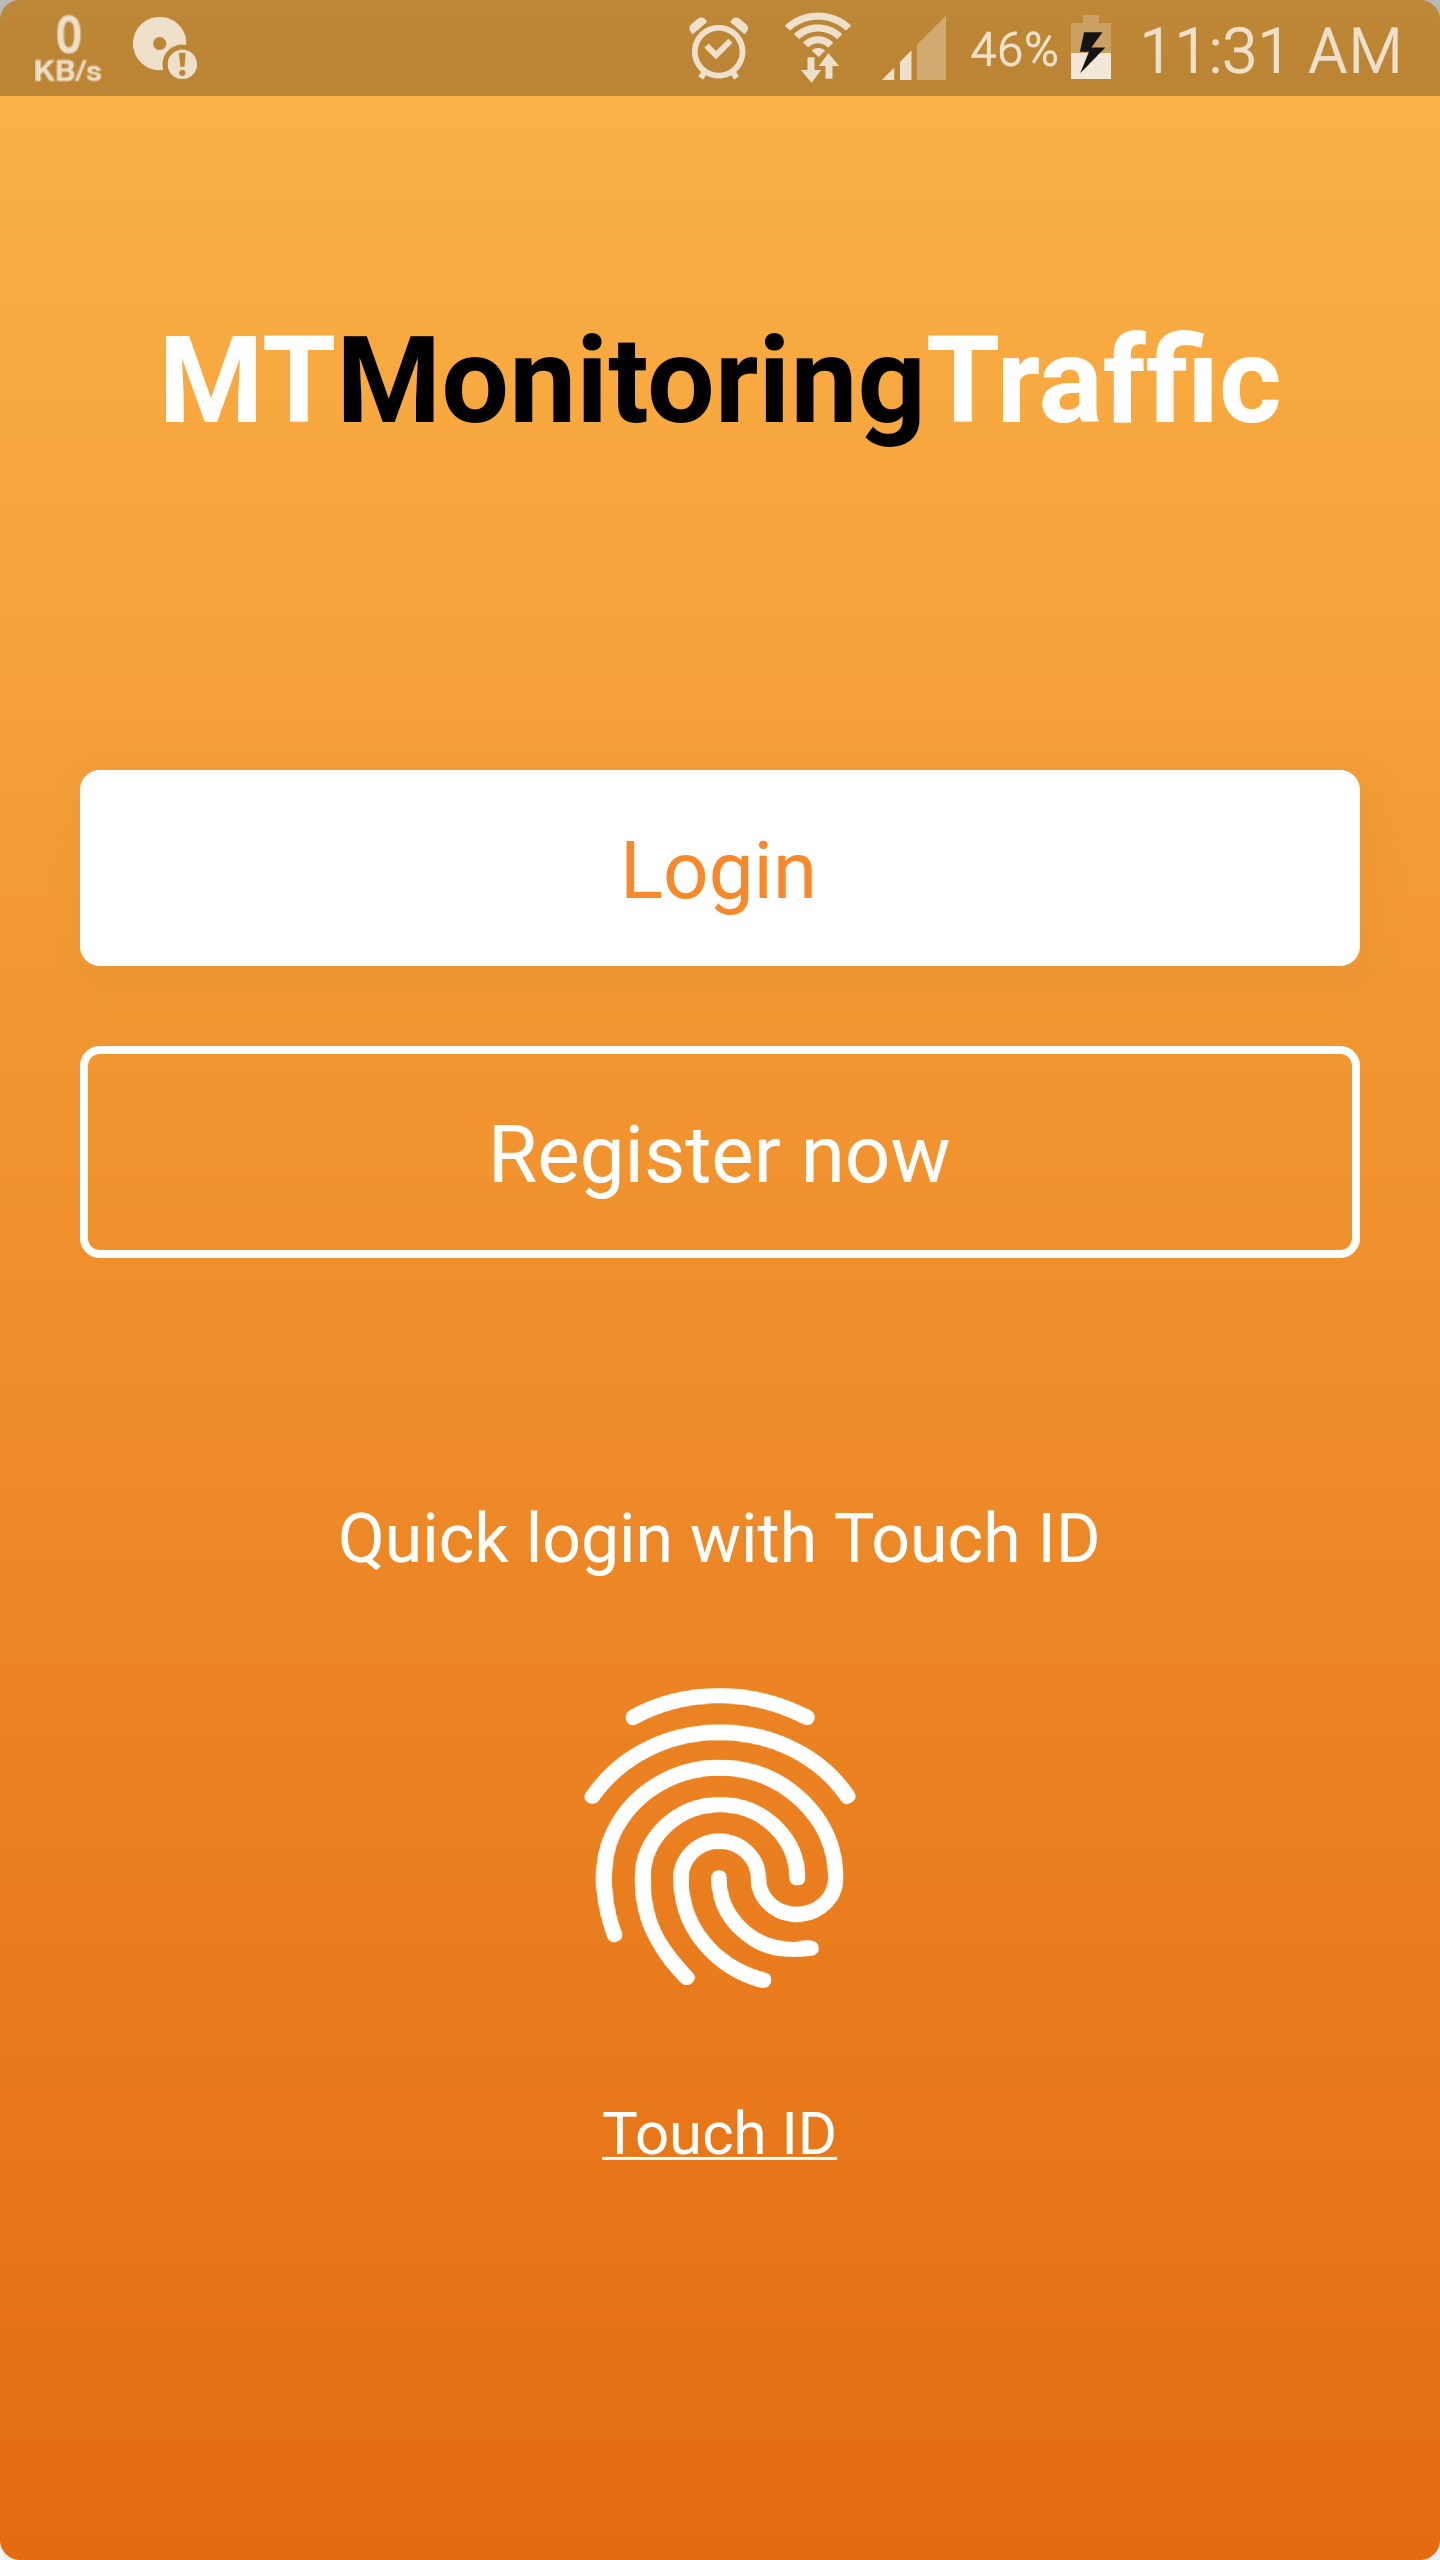 0
KB/s
46% 11:31 AM
MTMonitoringTraffic
Login
Register now
Quick login with Touch ID
Touch ID